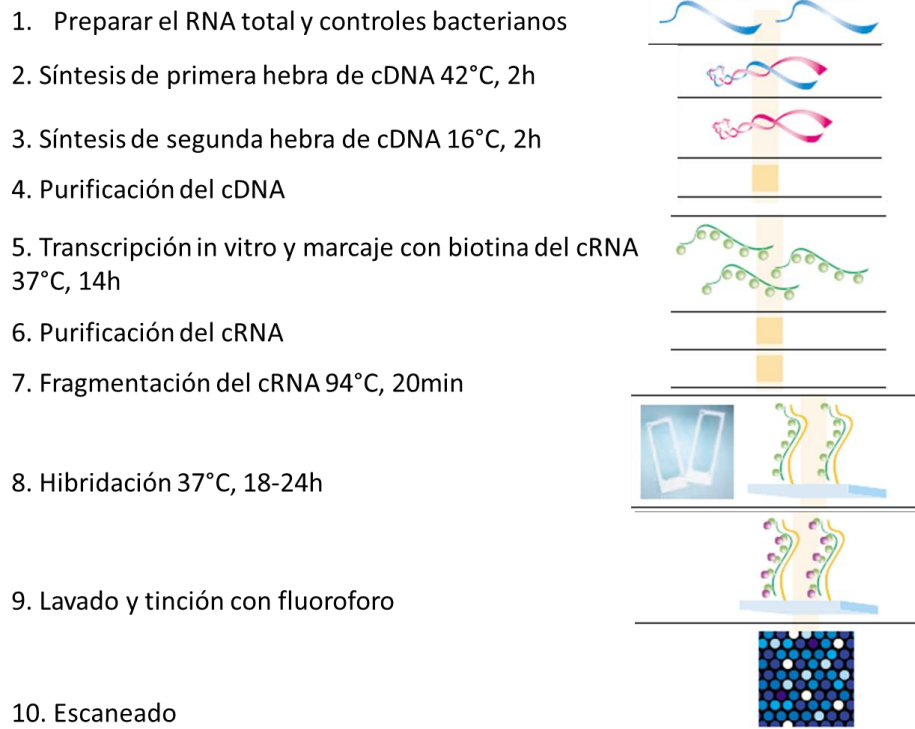 1. Preparar el RNA total y controles bacterianos
2. Síntesis de primera hebra de cDNA 42°C, 2h
3. Síntesis de segunda hebra de cDNA 16°C, 2h
4. Purificación del cDNA
5. Transcripción in vitro y marcaje con biotina del cRNA
37°C, 14h
6. Purificación del cRNA
7. Fragmentación del cRNA 94°C, 20min
8. Hibridación 37°C, 18-24h
9. Lavado y tinción con fluoroforo
10. Escaneado